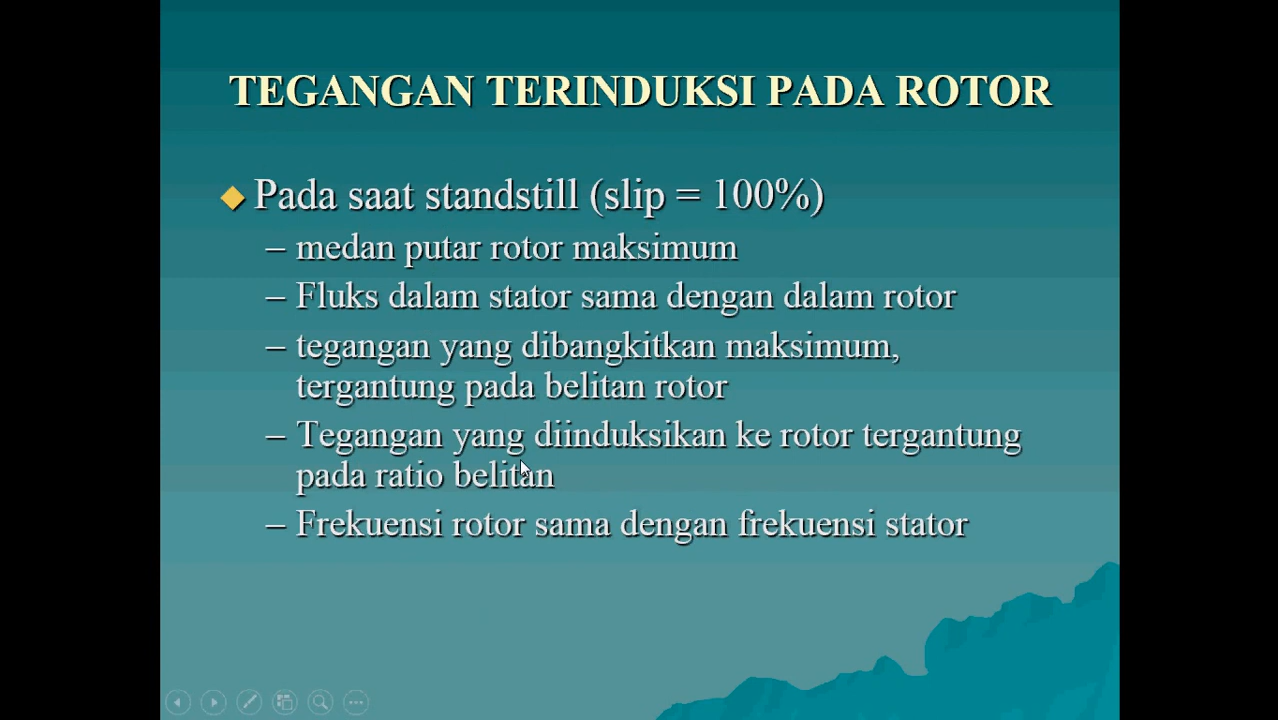 TEGANGAN TERINDUKSI PADA ROTOR
Pada saat standstill (slip = 100%)
– medan putar rotor maksimum
– Fluks dalam stator sama dengan dalam rotor
– tegangan yang dibangkitkan maksimum,
tergantung pada belitan rotor
– Tegangan yang diinduksikan ke rotor tergantung
pada ratio belitan
– Frekuensi rotor sama dengan frekuensi stator